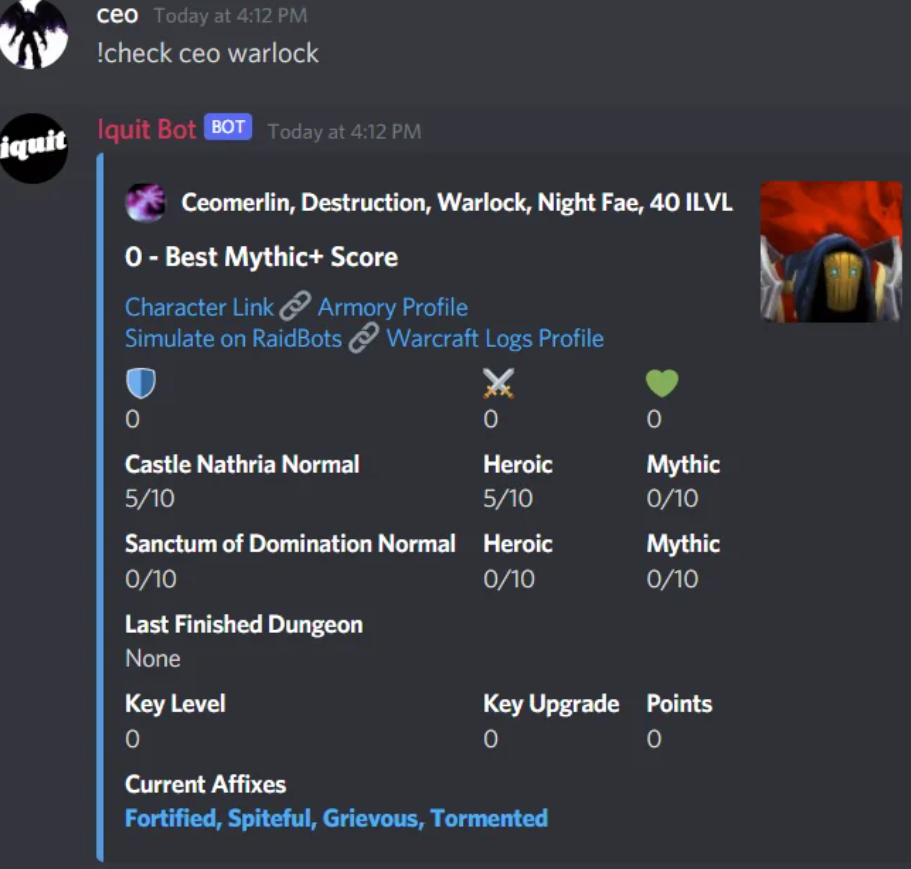 ceo Today at 4:12 PM
!check ceo warlock
iquit
Iquit Bot BOT Today at 4:12 PM
Ceomerlin, Destruction, Warlock, Night Fae, 40 ILVL
0 - Best Mythic+ Score
Character Link Armory Profile
Simulate on RaidBots Warcraft Logs Profile
0 0 0
Castle Nathria Normal Heroic Mythic
5/10 5/10 0/10
Sanctum of Domination Normal Heroic Mythic
0/10 0/10 0/10
Last Finished Dungeon
None
Key Level Key Upgrade Points
0 0 0
Current Affixes
Fortified, Spiteful, Grievous, Tormented